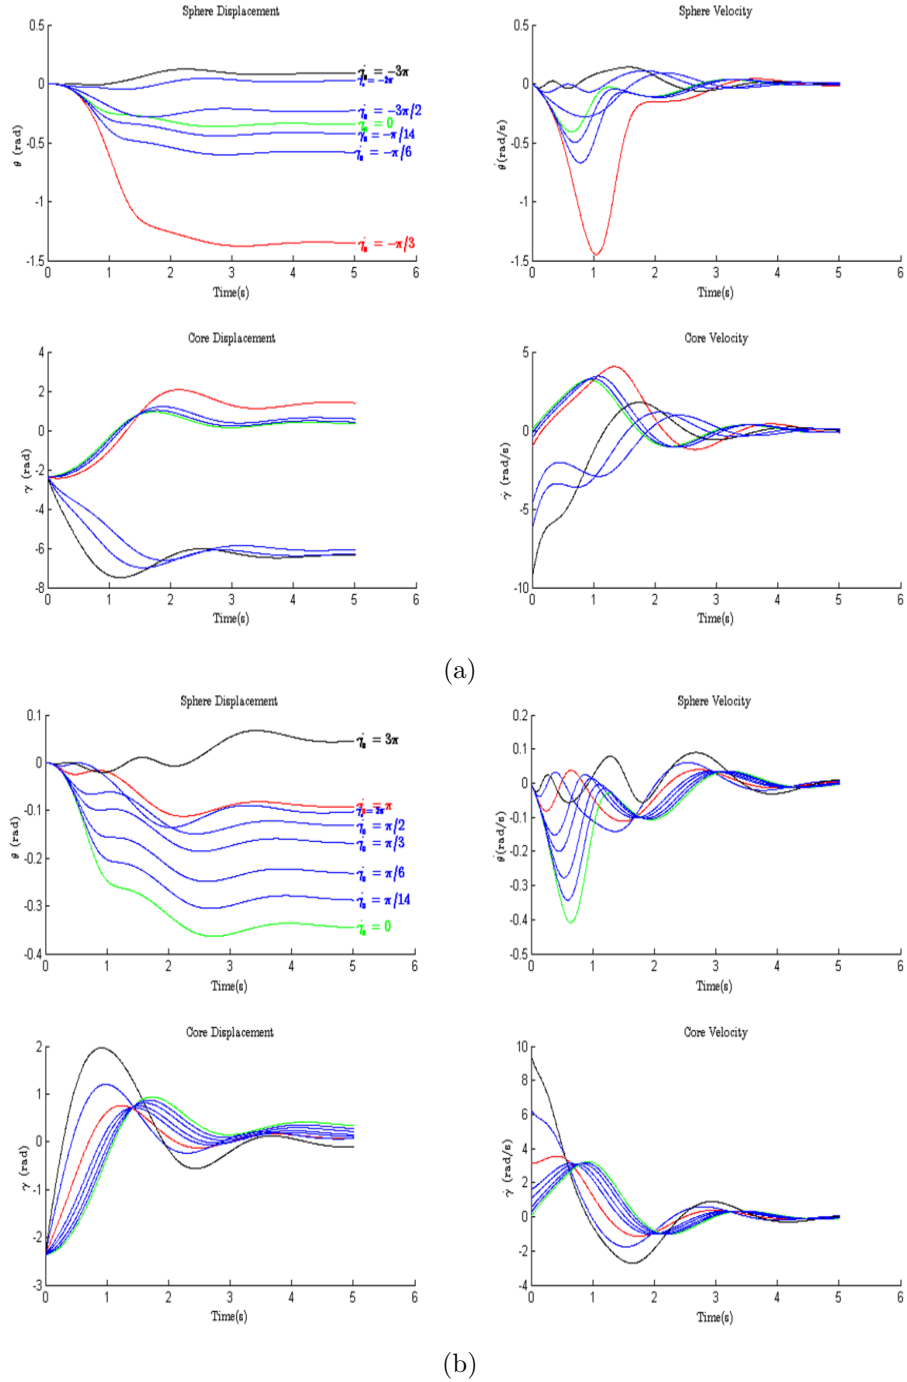 Sphere Displacement
0.5
0
-0.5
-1
-1.5
θ (rad)
γ̇₀ = −3π
γ̇₀ = −2π
γ̇₀ = −3π/2
γ̇₀ = 0
γ̇₀ = −π/14
γ̇₀ = −π/6
γ̇₀ = −π/3
0 1 2 3 4 5 6
Time(s)
Sphere Velocity
0.5
0
-0.5
-1
-1.5
θ̇(rad/s)
0 1 2 3 4 5 6
Time(s)
Core Displacement
4
2
0
-2
-4
-6
-8
γ (rad)
0 1 2 3 4 5 6
Time(s)
Core Velocity
5
0
-5
-10
γ̇ (rad/s)
0 1 2 3 4 5 6
Time(s)
(a)
Sphere Displacement
0.1
0
-0.1
-0.2
-0.3
-0.4
θ (rad)
γ̇₀ = 3π
γ̇₀ = π
γ̇₀ = 2π
γ̇₀ = π/2
γ̇₀ = π/3
γ̇₀ = π/6
γ̇₀ = π/14
γ̇₀ = 0
0 1 2 3 4 5 6
Time(s)
Sphere Velocity
0.2
0.1
0
-0.1
-0.2
-0.3
-0.4
-0.5
θ̇(rad/s)
0 1 2 3 4 5 6
Time(s)
Core Displacement
2
1
0
-1
-2
-3
γ (rad)
0 1 2 3 4 5 6
Time(s)
Core Velocity
10
8
6
4
2
0
-2
-4
γ̇ (rad/s)
0 1 2 3 4 5 6
Time(s)
(b)